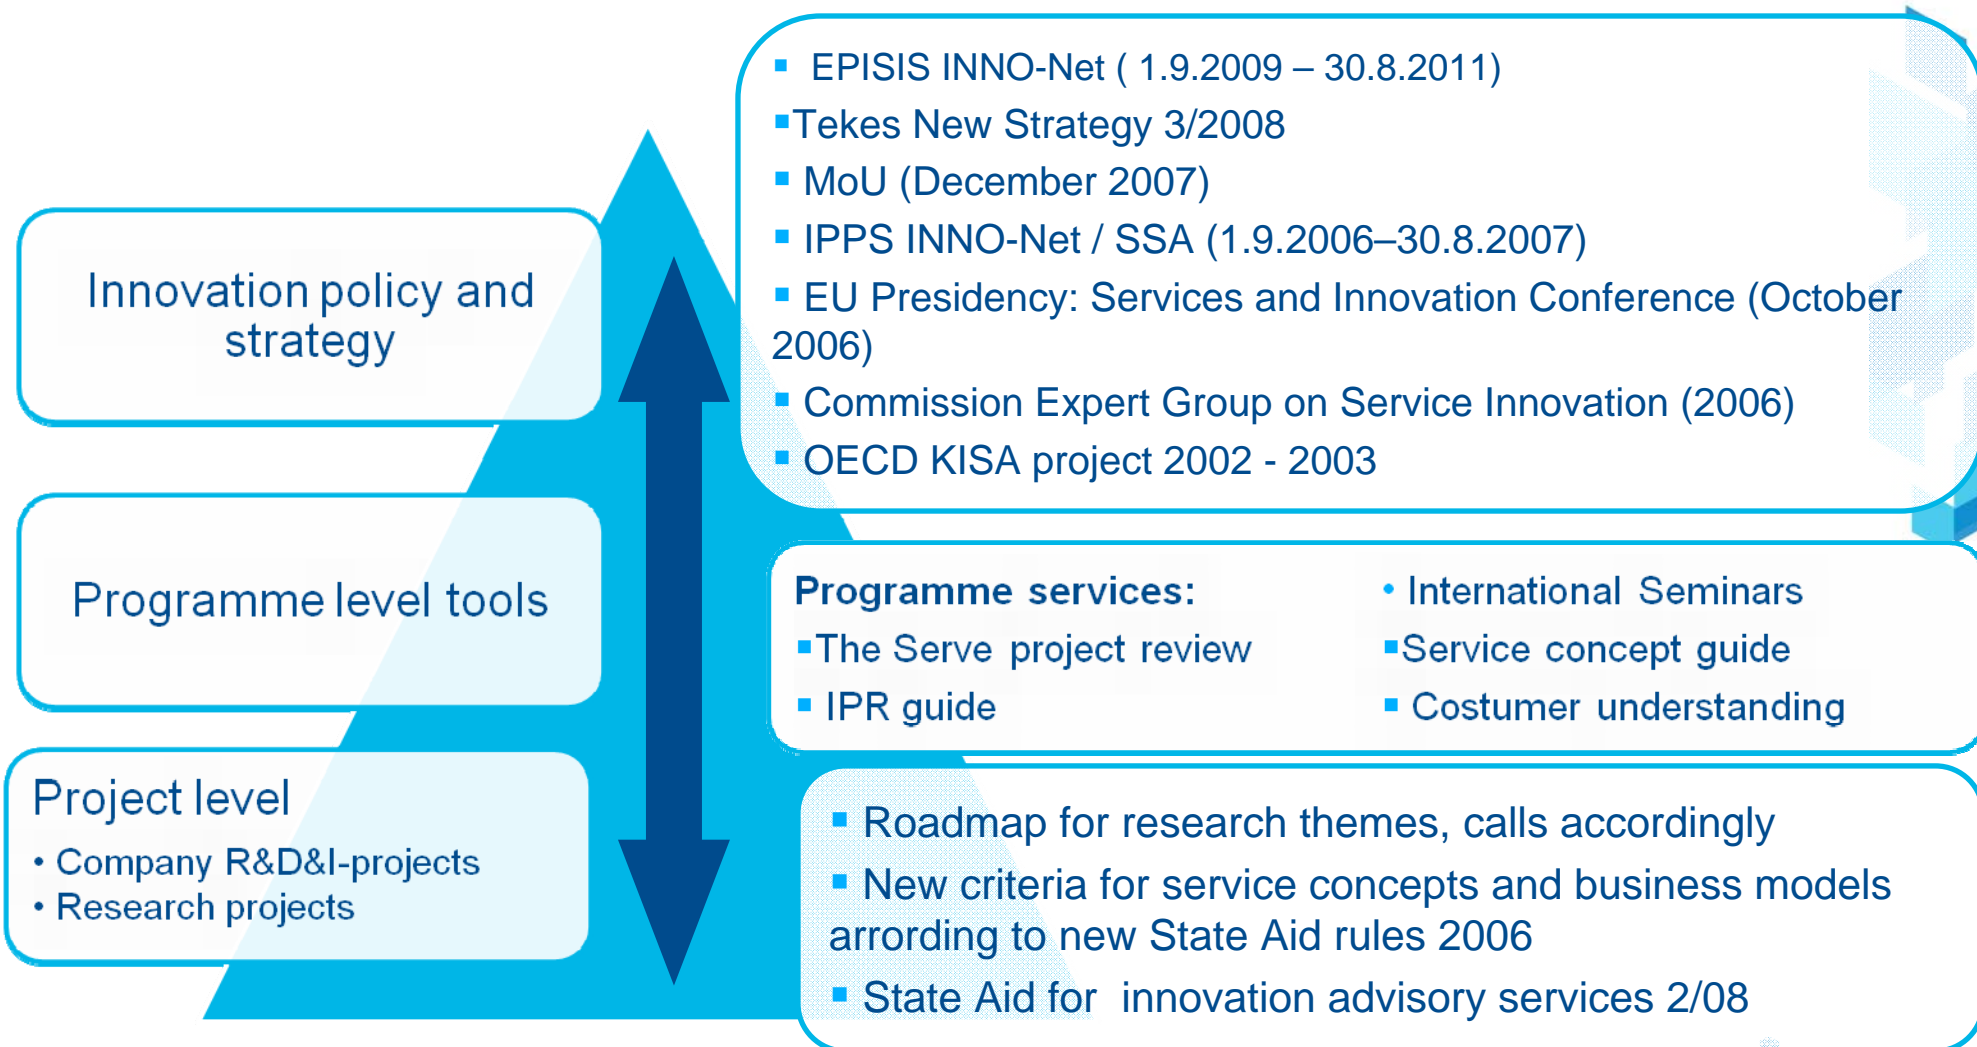 Innovation policy and
strategy
▪ EPISIS INNO-Net ( 1.9.2009 – 30.8.2011)
▪Tekes New Strategy 3/2008
▪ MoU (December 2007)
▪ IPPS INNO-Net / SSA (1.9.2006–30.8.2007)
▪ EU Presidency: Services and Innovation Conference (October
2006)
▪ Commission Expert Group on Service Innovation (2006)
▪ OECD KISA project 2002 - 2003
Programme level tools
Programme services:
▪The Serve project review
▪ IPR guide
• International Seminars
▪Service concept guide
▪ Costumer understanding
Project level
• Company R&D&I-projects
• Research projects
▪ Roadmap for research themes, calls accordingly
▪ New criteria for service concepts and business models
arrording to new State Aid rules 2006
▪ State Aid for innovation advisory services 2/08